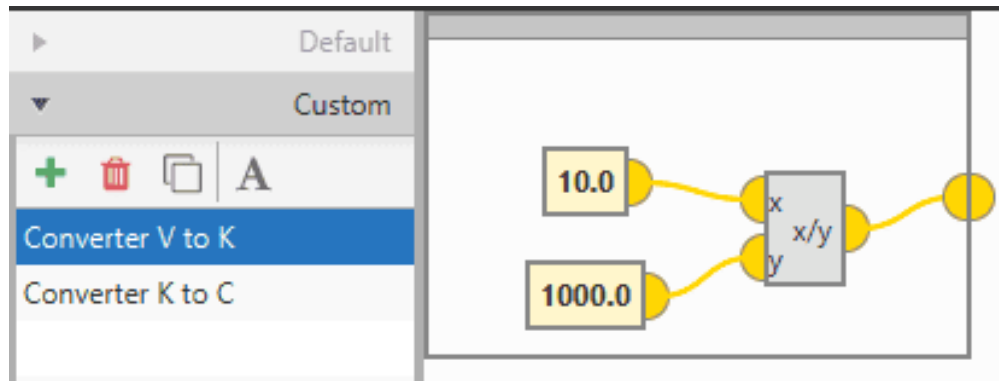 Default
Custom
A
Converter V to K
Converter K to C
10.0
x
x/y
y
1000.0